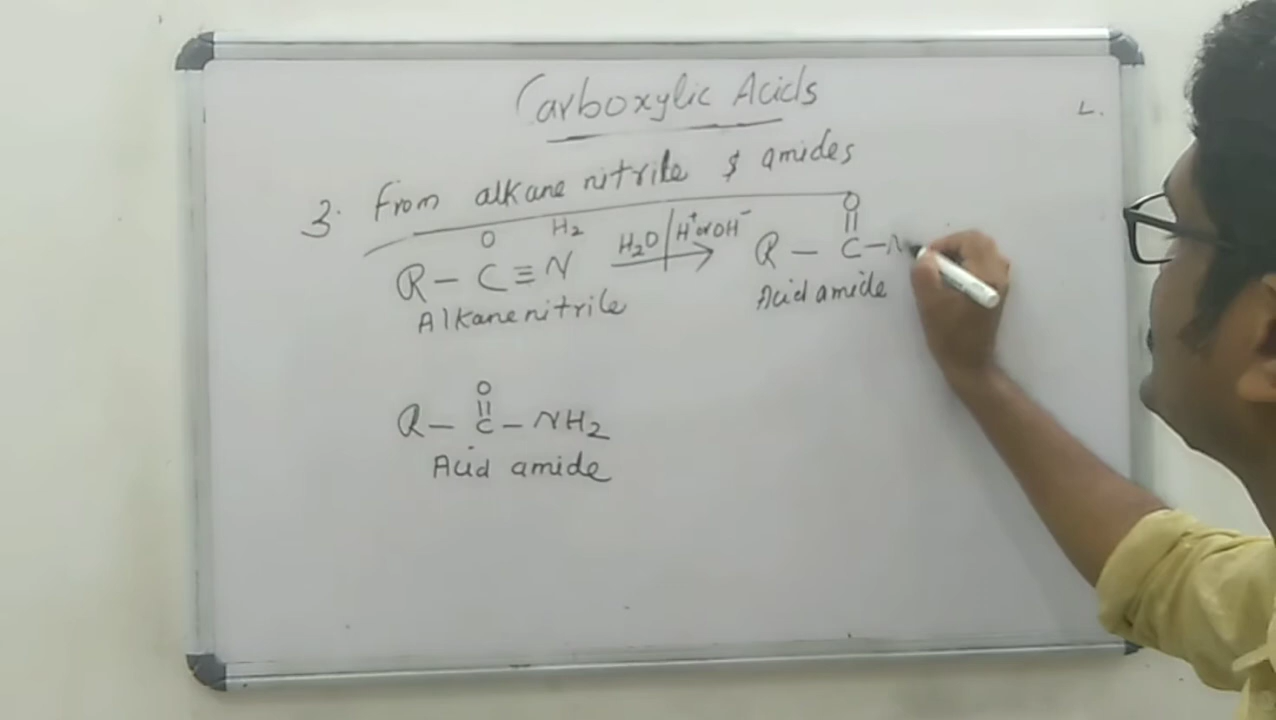 Carboxylic Acids
L.
3. From alkane nitrile & amides
O H2 O
R – C ≡ N H2O / H+ or OH- → R – C – N
Alkanenitrile Acid amide
O
R – C – NH2
Acid amide